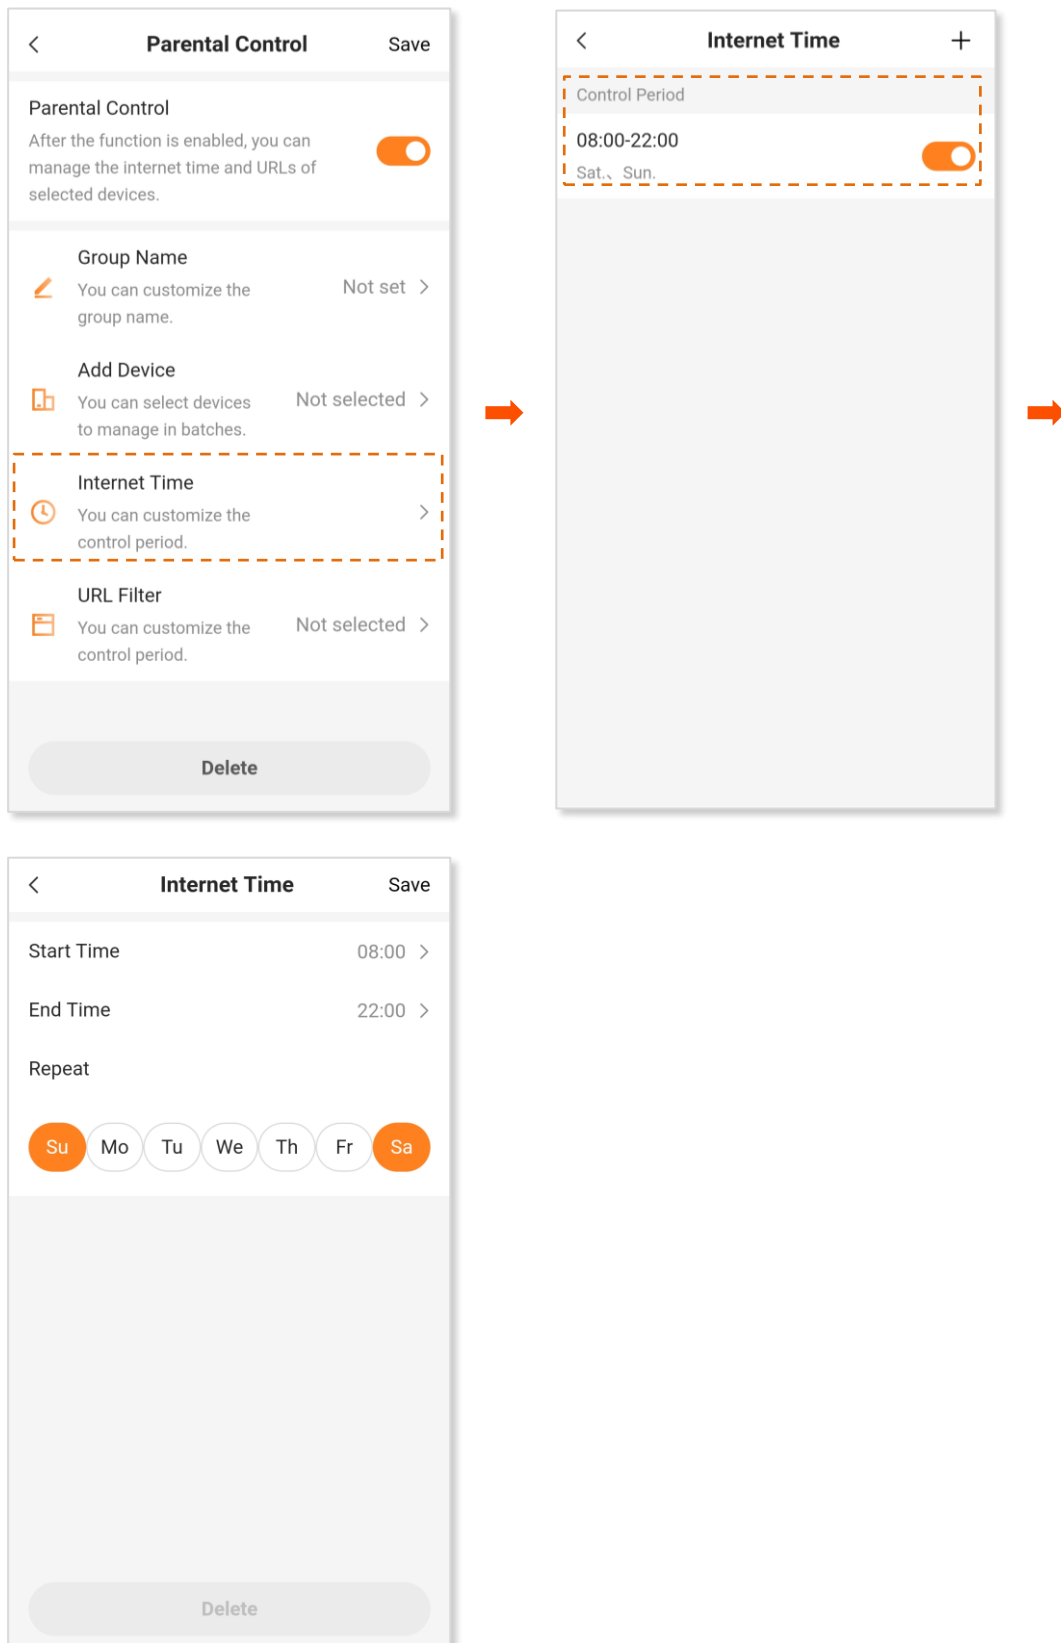 Parental Control
Save
Parental Control
After the function is enabled, you can
manage the internet time and URLs of
selected devices.
Group Name
You can customize the
group name.
Not set
Add Device
You can select devices
to manage in batches.
Not selected
Internet Time
You can customize the
control period.
URL Filter
You can customize the
control period.
Not selected
Delete
Internet Time
Control Period
08:00-22:00
Sat.、Sun.
Internet Time
Save
Start Time 08:00
End Time 22:00
Repeat
Su Mo Tu We Th Fr Sa
Delete